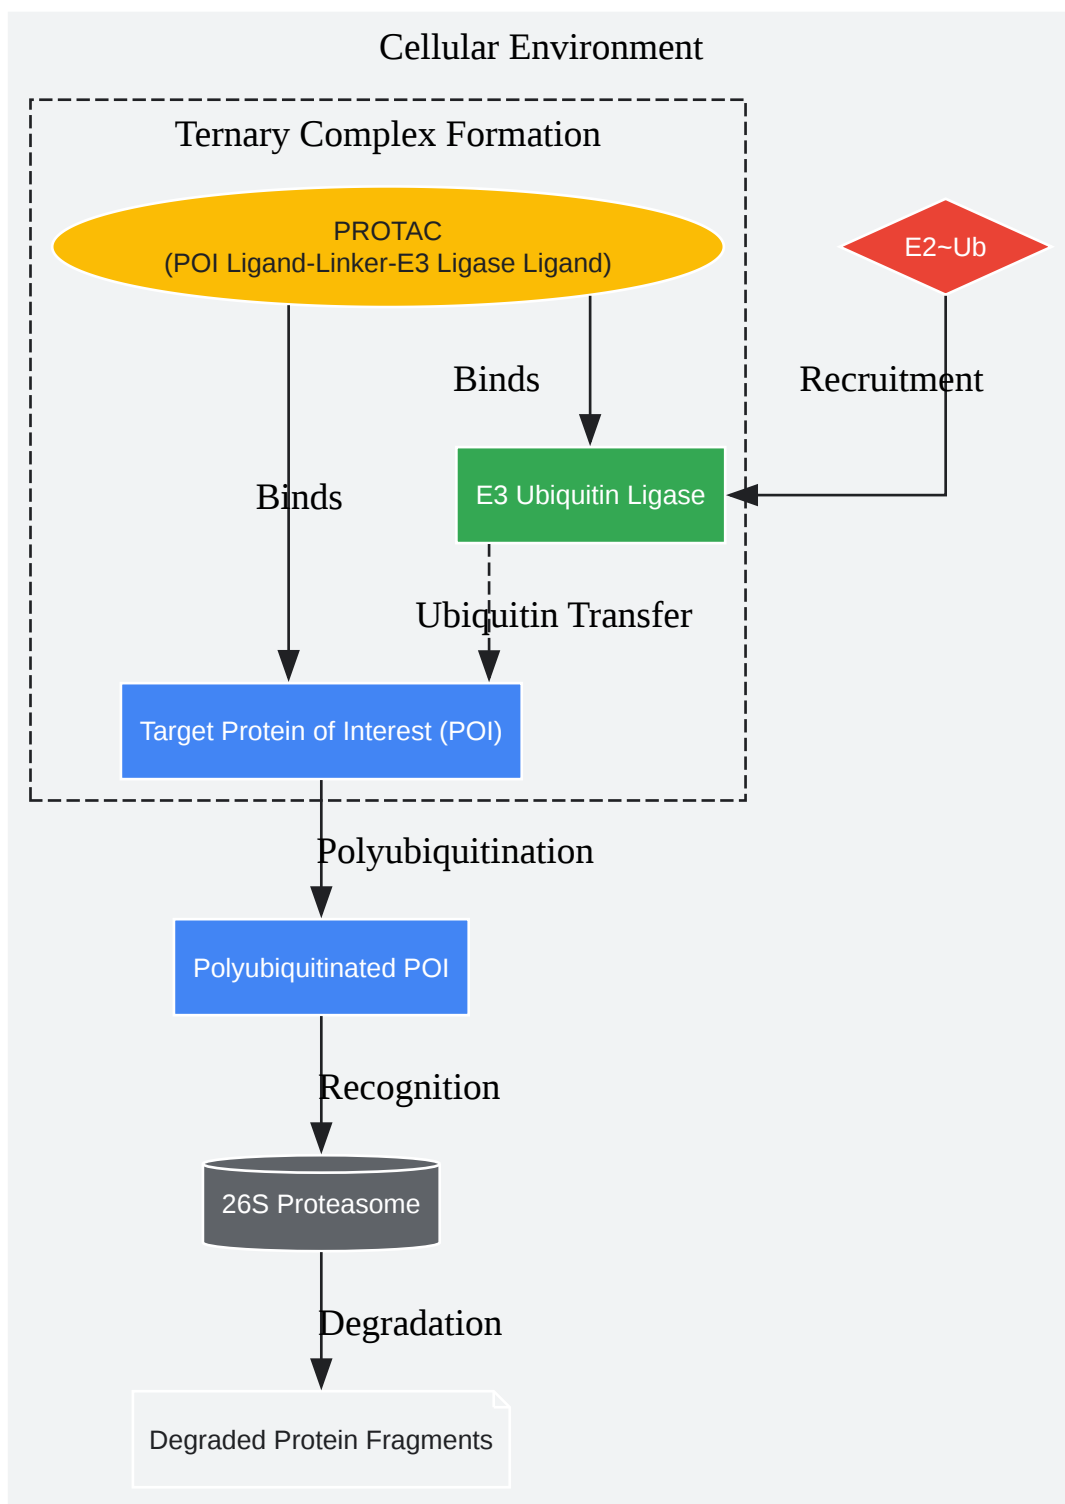 Cellular Environment
Ternary Complex Formation
PROTAC
(POI Ligand-Linker-E3 Ligase Ligand)
E2~Ub
Binds
Recruitment
Binds
E3 Ubiquitin Ligase
Ubiquitin Transfer
Target Protein of Interest (POI)
Polyubiquitination
Polyubiquitinated POI
Recognition
26S Proteasome
Degradation
Degraded Protein Fragments